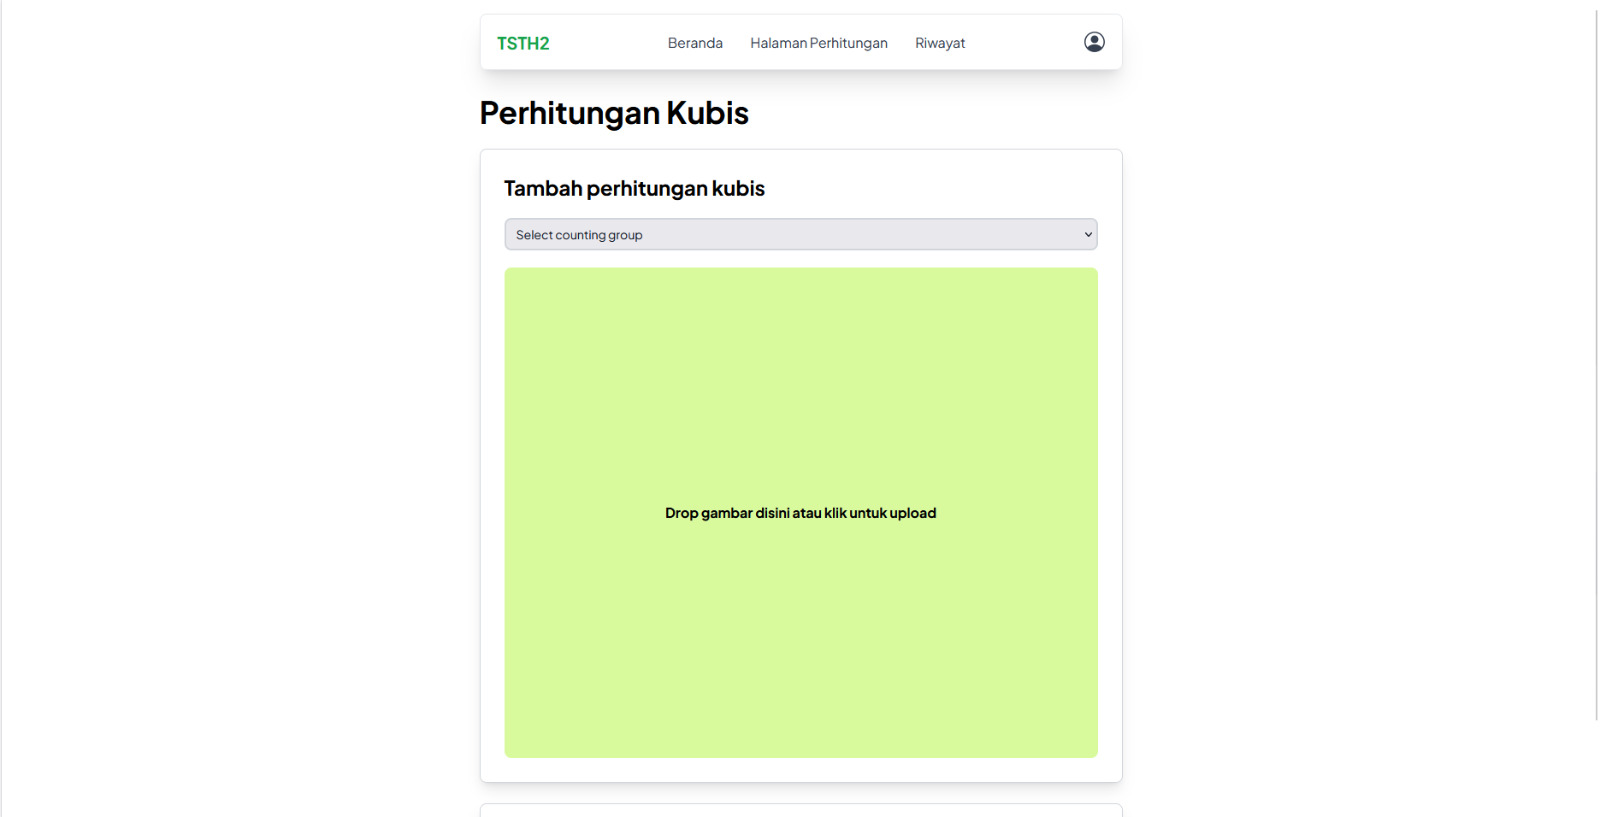 TSTH2
Beranda
Halaman Perhitungan
Riwayat
Perhitungan Kubis
Tambah perhitungan kubis
Select counting group
Drop gambar disini atau klik untuk upload